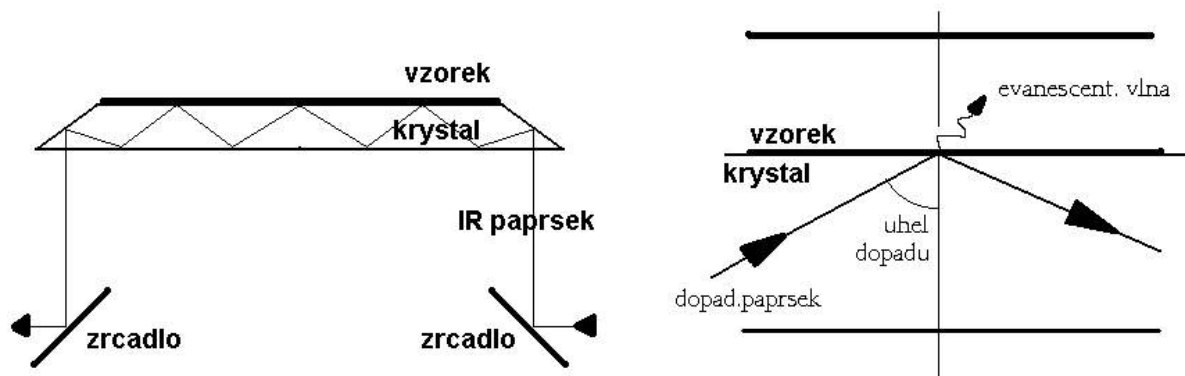 vzorek
krystal
IR paprsek
zrcadlo
zrcadlo
evanescent. vlna
vzorek
krystal
uhel
dopadu
dopad.paprsek